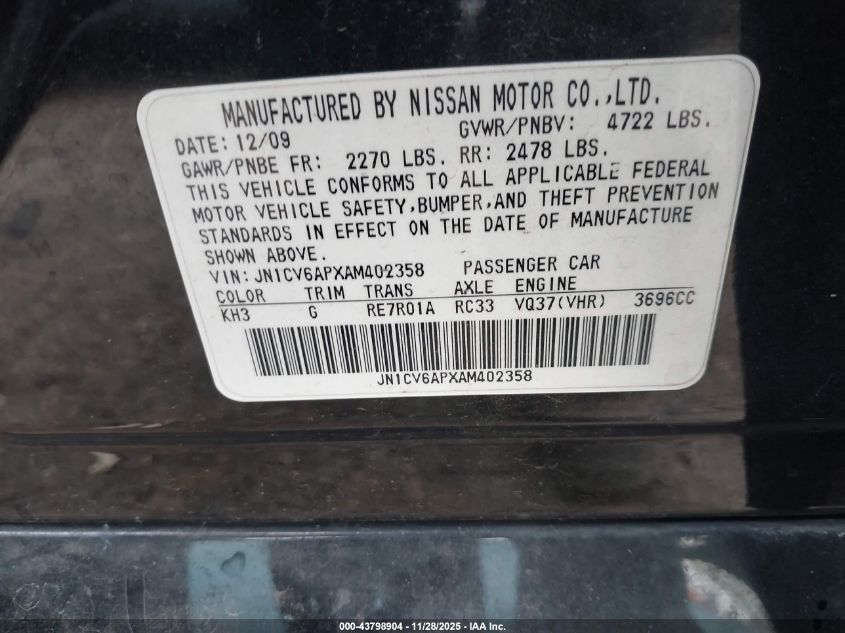 MANUFACTURED BY NISSAN MOTOR CO.,LTD.
DATE: 12/09 GVWR/PNBV: 4722 LBS.
GAWR/PNBE FR: 2270 LBS. RR: 2478 LBS.
THIS VEHICLE CONFORMS TO ALL APPLICABLE FEDERAL
MOTOR VEHICLE SAFETY,BUMPER,AND THEFT PREVENTION
STANDARDS IN EFFECT ON THE DATE OF MANUFACTURE
SHOWN ABOVE.
VIN:JN1CV6APXAM402358 PASSENGER CAR
COLOR TRIM TRANS AXLE ENGINE
KH3 G RE7R01A RC33 VQ37(VHR) 3696CC
JN1CV6APXAM402358
000-43798904 - 11/28/2025 - IAA Inc.